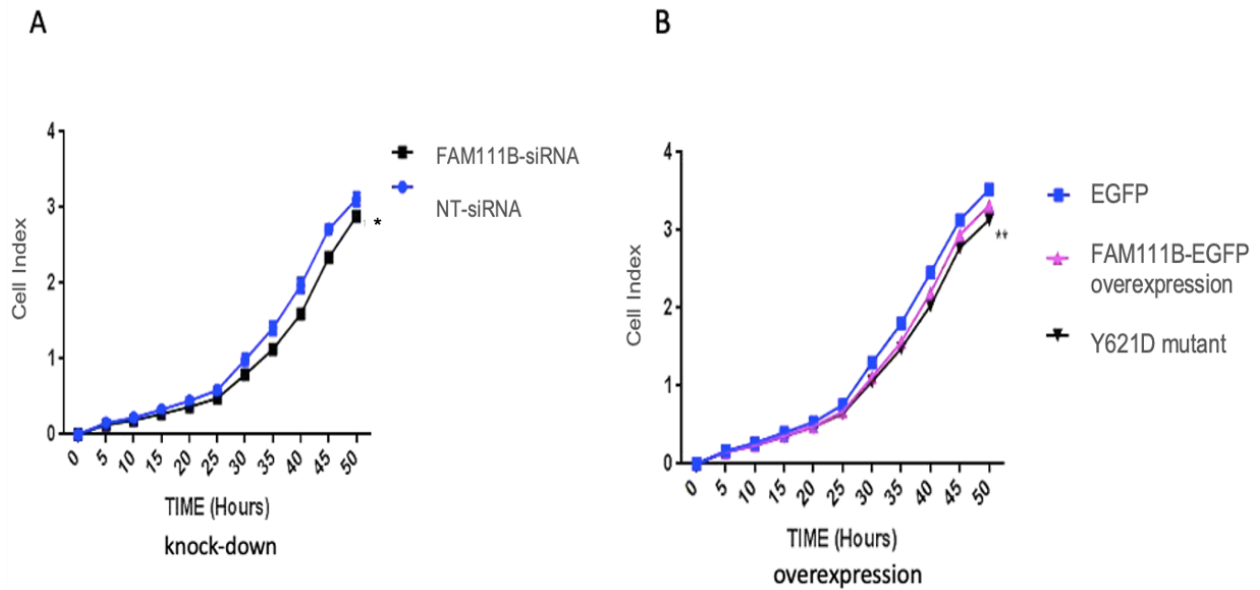 A
4
3
2
1
0
Cell Index
0 5 10 15 20 25 30 35 40 45 50
TIME (Hours)
knock-down
FAM111B-siRNA
NT-siRNA
*
B
4
3
2
1
0
Cell Index
0 5 10 15 20 25 30 35 40 45 50
TIME (Hours)
overexpression
EGFP
FAM111B-EGFP
overexpression
Y621D mutant
**